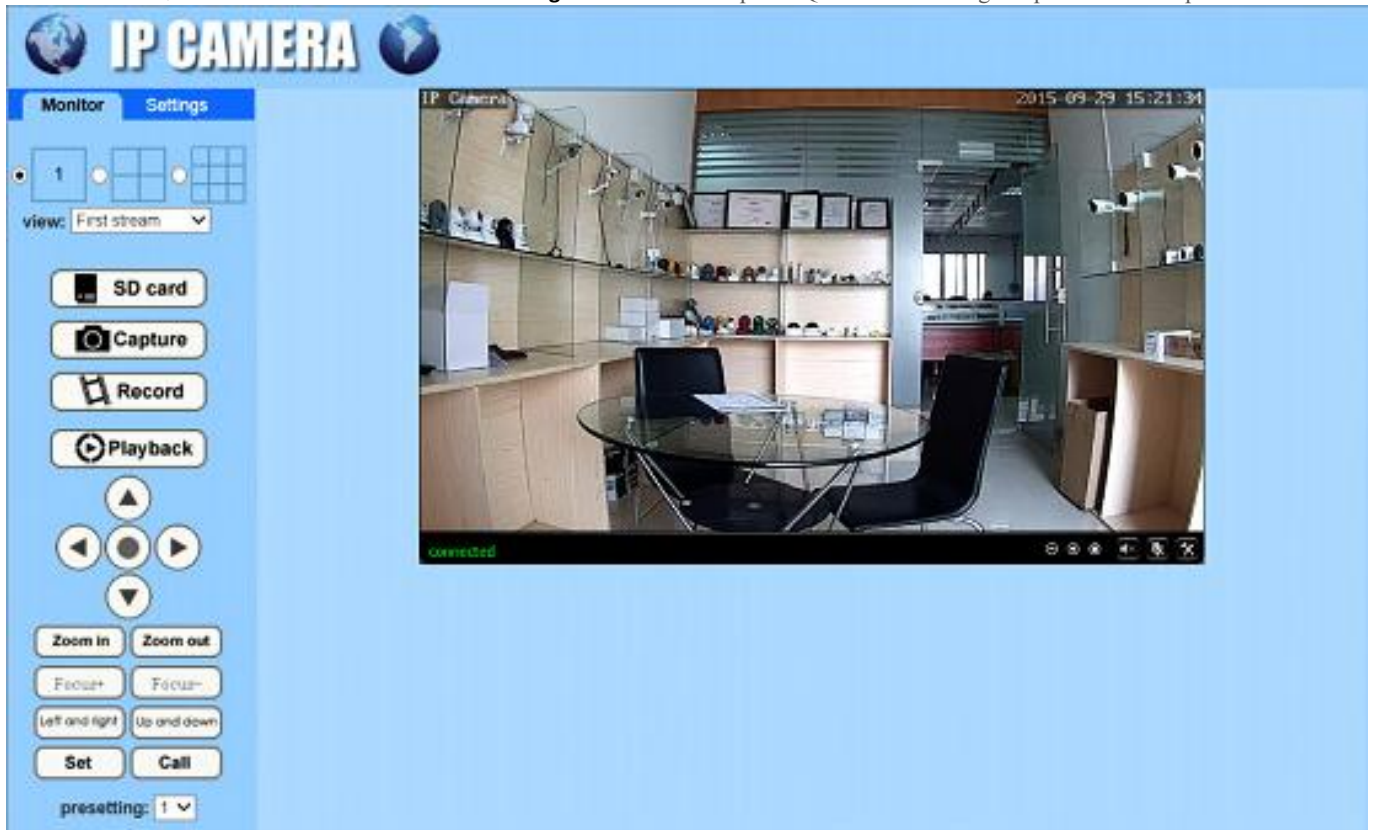 IP CAMERA
Monitor Settings
1
view: First stream
IP Camera 2015-09-29 15:21:34
SD card
Capture
Record
Playback
connected
Zoom in Zoom out
Focus+ Focus-
Left and right Up and down
Set Call
presetting: 1